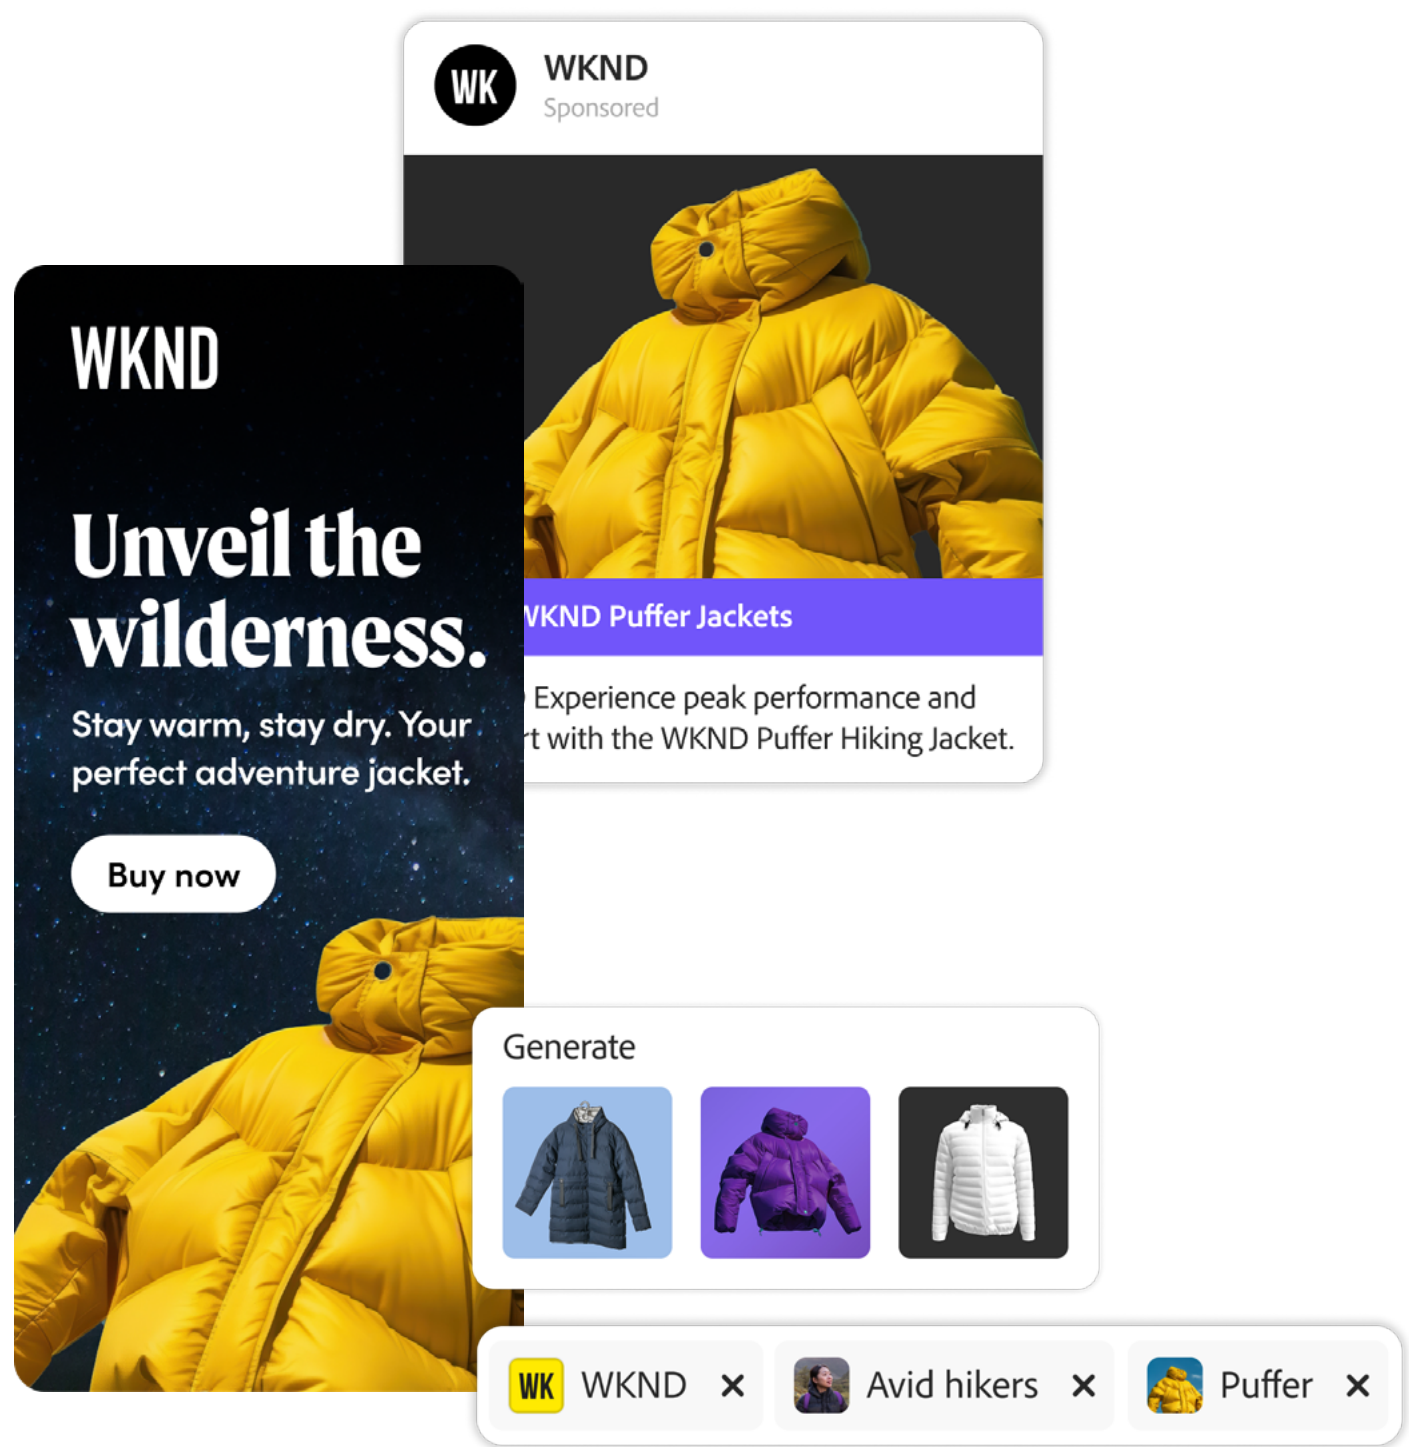 WK
WKND
Sponsored
WKND
Unveil the
wilderness.
Stay warm, stay dry. Your
perfect adventure jacket.
Buy now
WKND Puffer Jackets
Experience peak performance and
with the WKND Puffer Hiking Jacket.
Generate
WK WKND × Avid hikers × Puffer ×